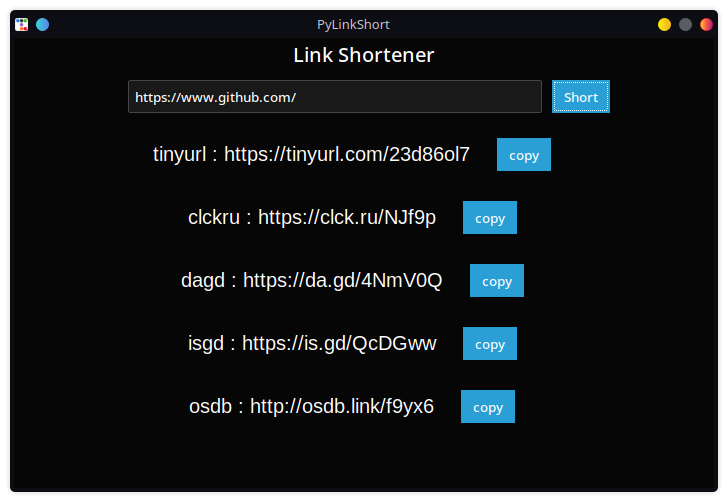 PyLinkShort
Link Shortener
https://www.github.com/ Short
tinyurl : https://tinyurl.com/23d86ol7 copy
clckru : https://clck.ru/NJf9p copy
dagd : https://da.gd/4NmV0Q copy
isgd : https://is.gd/QcDGww copy
osdb : http://osdb.link/f9yx6 copy